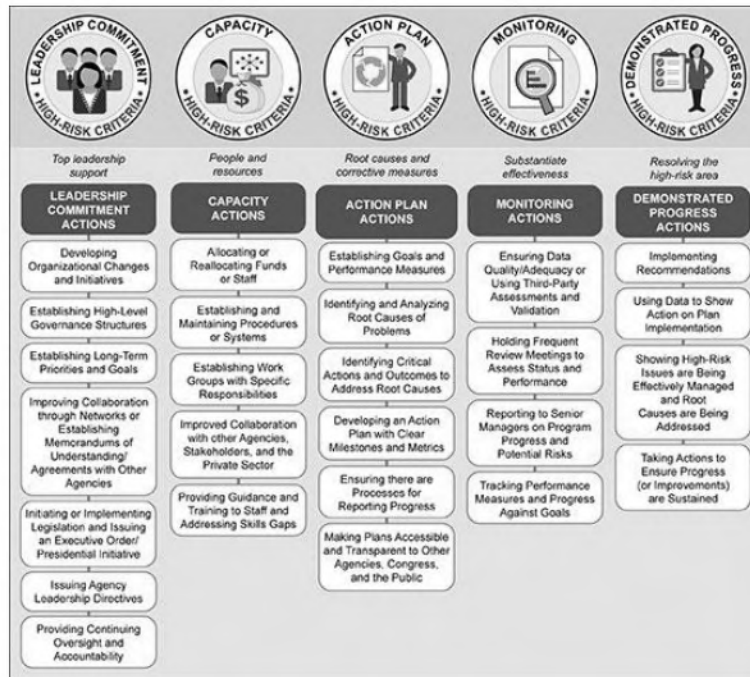 LEADERSHIP COMMITMENT
HIGH-RISK CRITERIA
Top leadership
support
LEADERSHIP
COMMITMENT
ACTIONS
Developing
Organizational Changes
and Initiatives
Establishing High-Level
Governance Structures
Establishing Long-Term
Priorities and Goals
Improving Collaboration
through Networks or
Establishing
Memorandums of
Understanding/
Agreements with Other
Agencies
Initiating or Implementing
Legislation and Issuing
an Executive Order/
Presidential Initiative
Issuing Agency
Leadership Directives
Providing Continuing
Oversight and
Accountability
CAPACITY
HIGH-RISK CRITERIA
People and
resources
CAPACITY
ACTIONS
Allocating or
Reallocating Funds
or Staff
Establishing and
Maintaining Procedures
or Systems
Establishing Work
Groups with Specific
Responsibilities
Improved Collaboration
with other Agencies,
Stakeholders, and the
Private Sector
Providing Guidance and
Training to Staff and
Addressing Skills Gaps
ACTION PLAN
HIGH-RISK CRITERIA
Root causes and
corrective measures
ACTION PLAN
ACTIONS
Establishing Goals and
Performance Measures
Identifying and Analyzing
Root Causes of
Problems
Identifying Critical
Actions and Outcomes to
Address Root Causes
Developing an Action
Plan with Clear
Milestones and Metrics
Ensuring there are
Processes for
Reporting Progress
Making Plans Accessible
and Transparent to Other
Agencies, Congress,
and the Public
MONITORING
HIGH-RISK CRITERIA
Substantiate
effectiveness
MONITORING
ACTIONS
Ensuring Data
Quality/Adequacy or
Using Third-Party
Assessments and
Validation
Holding Frequent
Review Meetings to
Assess Status and
Performance
Reporting to Senior
Managers on Program
Progress and
Potential Risks
Tracking Performance
Measures and Progress
Against Goals
DEMONSTRATED PROGRESS
HIGH-RISK CRITERIA
Resolving the
high-risk area
DEMONSTRATED
PROGRESS
ACTIONS
Implementing
Recommendations
Using Data to Show
Action on Plan
Implementation
Showing High-Risk
Issues are Being
Effectively Managed
and Root
Causes are Being
Addressed
Taking Actions to
Ensure Progress
(or Improvements)
are Sustained